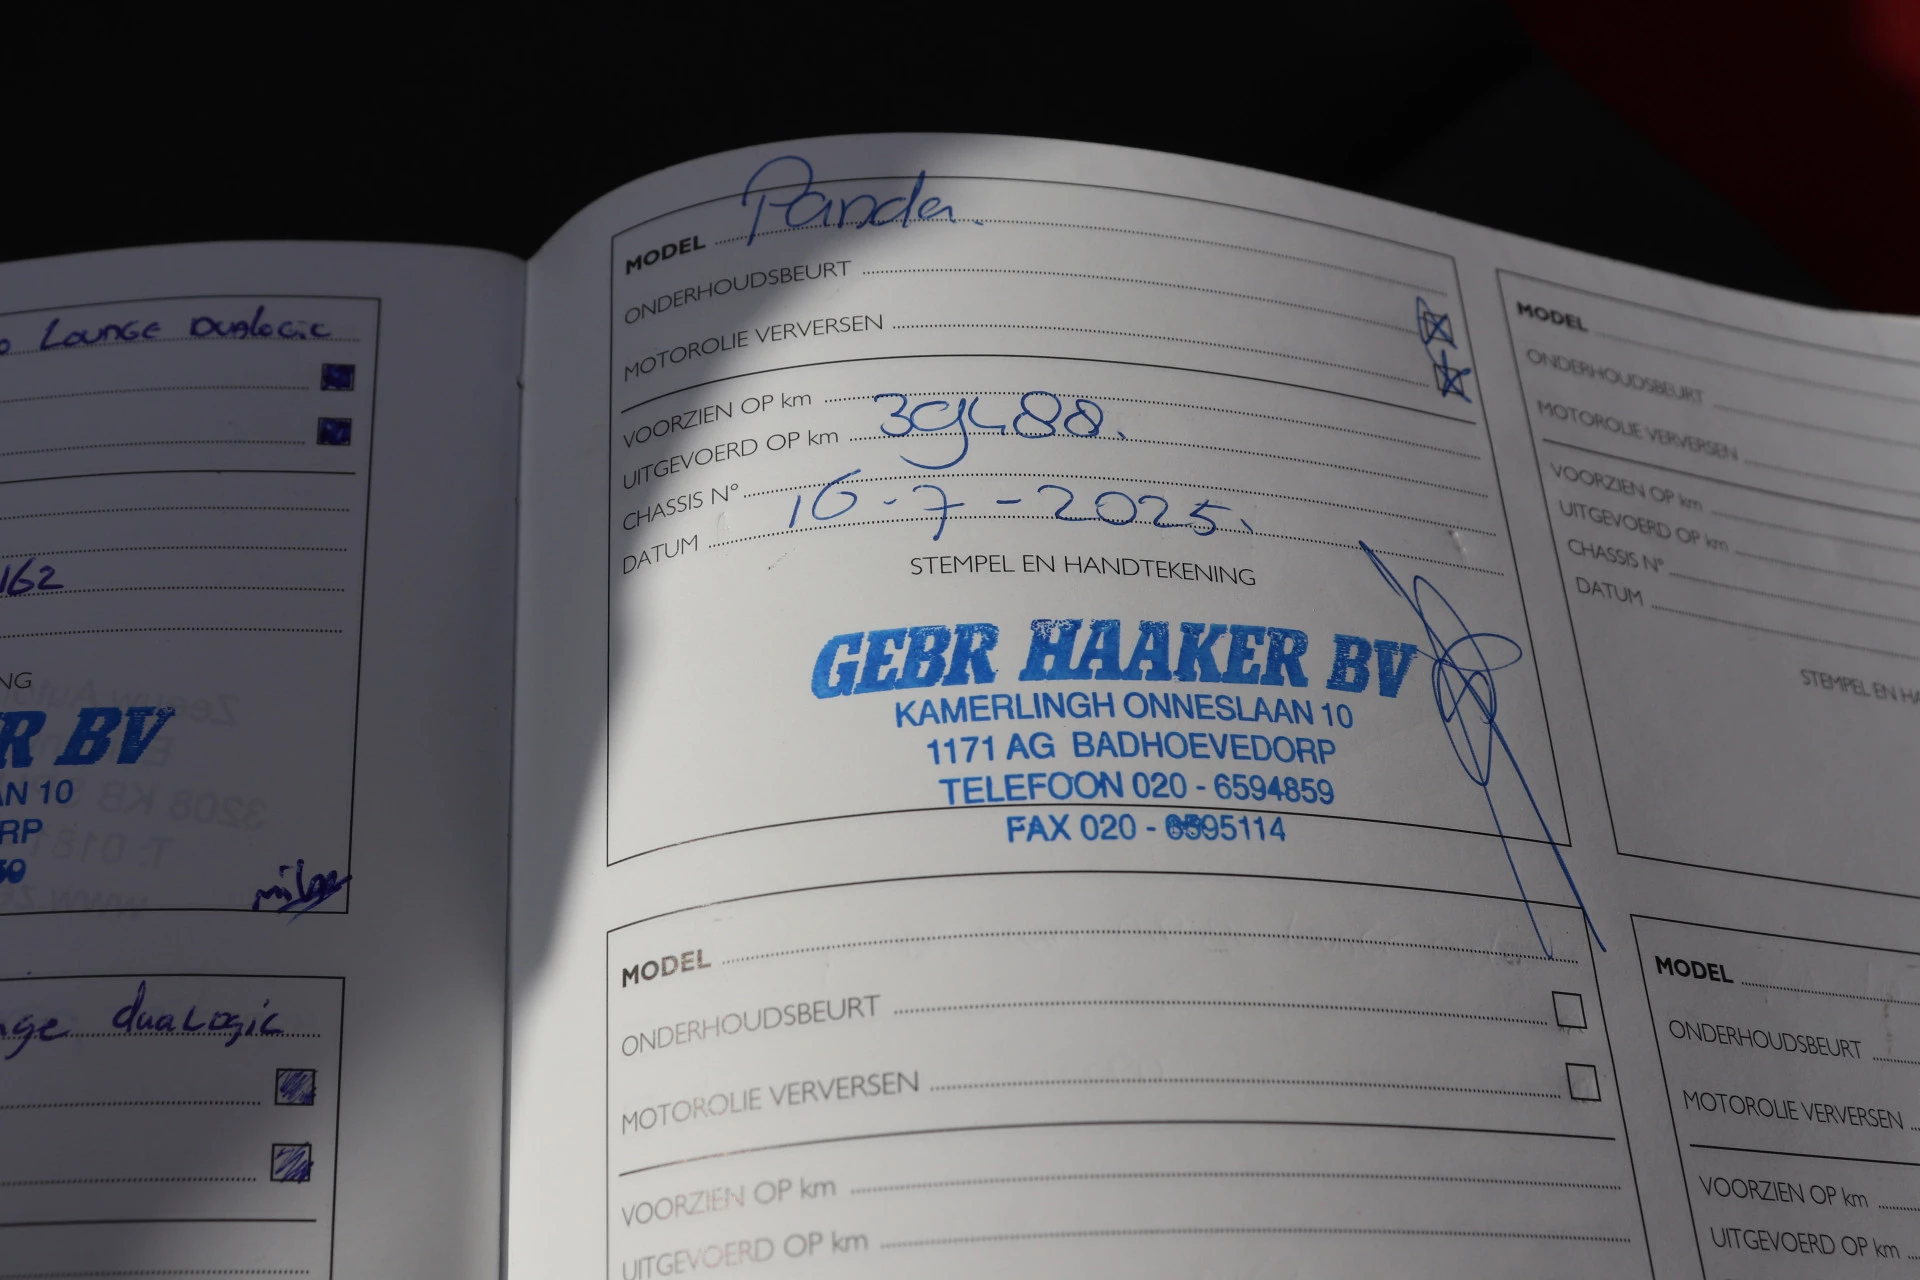 Lounge Dualogic
162
NG
R BV
AN 10
RP
nge duaLogic
MODEL Panda.
ONDERHOUDSBEURT
MOTOROLIE VERVERSEN
VOORZIEN OP km
UITGEVOERD OP km 39488.
CHASSIS N°
DATUM 16-7-2025.
STEMPEL EN HANDTEKENING
GEBR HAAKER BV
KAMERLINGH ONNESLAAN 10
1171 AG BADHOEVEDORP
TELEFOON 020 - 6594859
FAX 020 - 6595114
MODEL
ONDERHOUDSBEURT
MOTOROLIE VERVERSEN
VOORZIEN OP km
UITGEVOERD OP km
MODEL
ONDERHOUDSBEURT
MOTOROLIE VERVERSEN
VOORZIEN OP km
UITGEVOERD OP km
CHASSIS N°
DATUM
STEMPEL EN HA
MODEL
ONDERHOUDSBEURT
MOTOROLIE VERVERSEN
VOORZIEN OP km
UITGEVOERD OP km